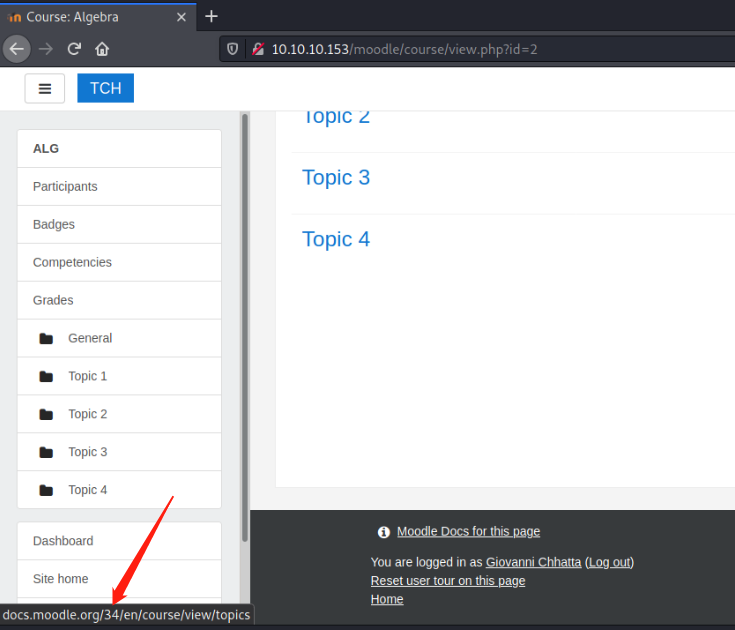 Course: Algebra
10.10.10.153/moodle/course/view.php?id=2
TCH
ALG
Participants
Badges
Competencies
Grades
General
Topic 1
Topic 2
Topic 3
Topic 4
Dashboard
Site home
Topic 2
Topic 3
Topic 4
Moodle Docs for this page
You are logged in as Giovanni Chhatta (Log out)
Reset user tour on this page
Home
docs.moodle.org/34/en/course/view/topics